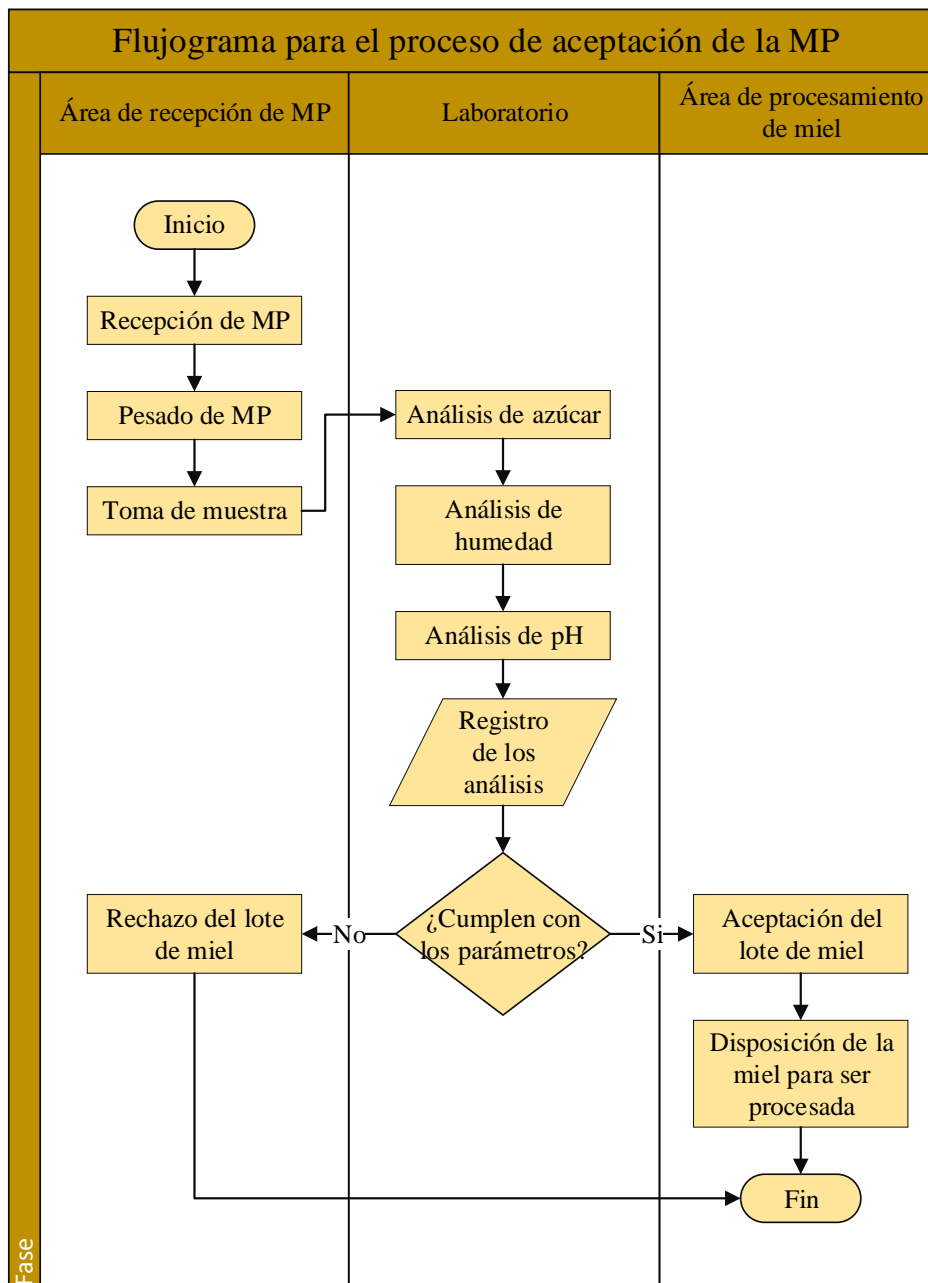 Flujograma para el proceso de aceptación de la MP
Área de recepción de MP
Laboratorio
Área de procesamiento
de miel
Inicio
Recepción de MP
Pesado de MP
Toma de muestra
Análisis de azúcar
Análisis de
humedad
Análisis de pH
Registro
de los
análisis
¿Cumplen con
los parámetros?
No
Si
Rechazo del lote
de miel
Aceptación del
lote de miel
Disposición de la
miel para ser
procesada
Fin
Fase